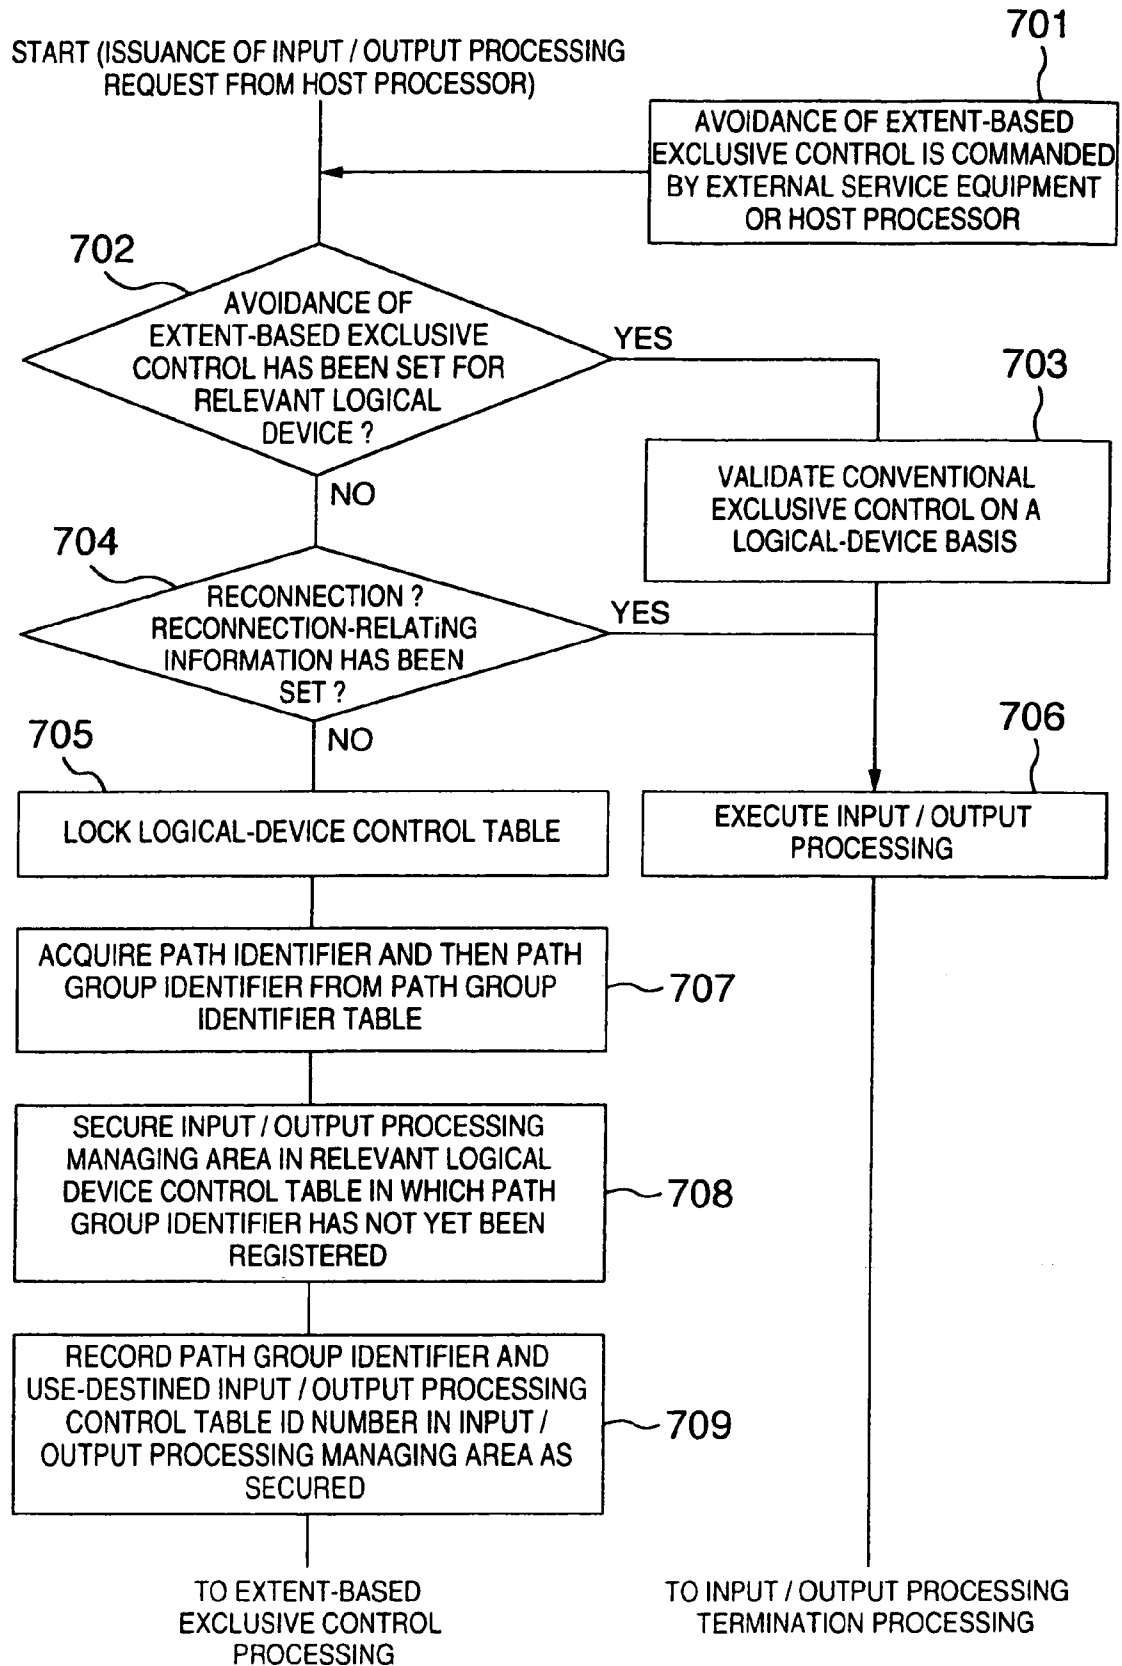 701
START (ISSUANCE OF INPUT / OUTPUT PROCESSING
REQUEST FROM HOST PROCESSOR)
AVOIDANCE OF EXTENT-BASED
EXCLUSIVE CONTROL IS COMMANDED
BY EXTERNAL SERVICE EQUIPMENT
OR HOST PROCESSOR
702
AVOIDANCE OF
EXTENT-BASED EXCLUSIVE
CONTROL HAS BEEN SET FOR
RELEVANT LOGICAL
DEVICE ?
YES
NO
703
VALIDATE CONVENTIONAL
EXCLUSIVE CONTROL ON A
LOGICAL-DEVICE BASIS
704
RECONNECTION ?
RECONNECTION-RELATiNG
INFORMATION HAS BEEN
SET ?
YES
NO
705
LOCK LOGICAL-DEVICE CONTROL TABLE
706
EXECUTE INPUT / OUTPUT
PROCESSING
ACQUIRE PATH IDENTIFIER AND THEN PATH
GROUP IDENTIFIER FROM PATH GROUP
IDENTIFIER TABLE
707
SECURE INPUT / OUTPUT PROCESSING
MANAGING AREA IN RELEVANT LOGICAL
DEVICE CONTROL TABLE IN WHICH PATH
GROUP IDENTIFIER HAS NOT YET BEEN
REGISTERED
708
RECORD PATH GROUP IDENTIFIER AND
USE-DESTINED INPUT / OUTPUT PROCESSING
CONTROL TABLE ID NUMBER IN INPUT /
OUTPUT PROCESSING MANAGING AREA AS
SECURED
709
TO EXTENT-BASED
EXCLUSIVE CONTROL
PROCESSING
TO INPUT / OUTPUT PROCESSING
TERMINATION PROCESSING